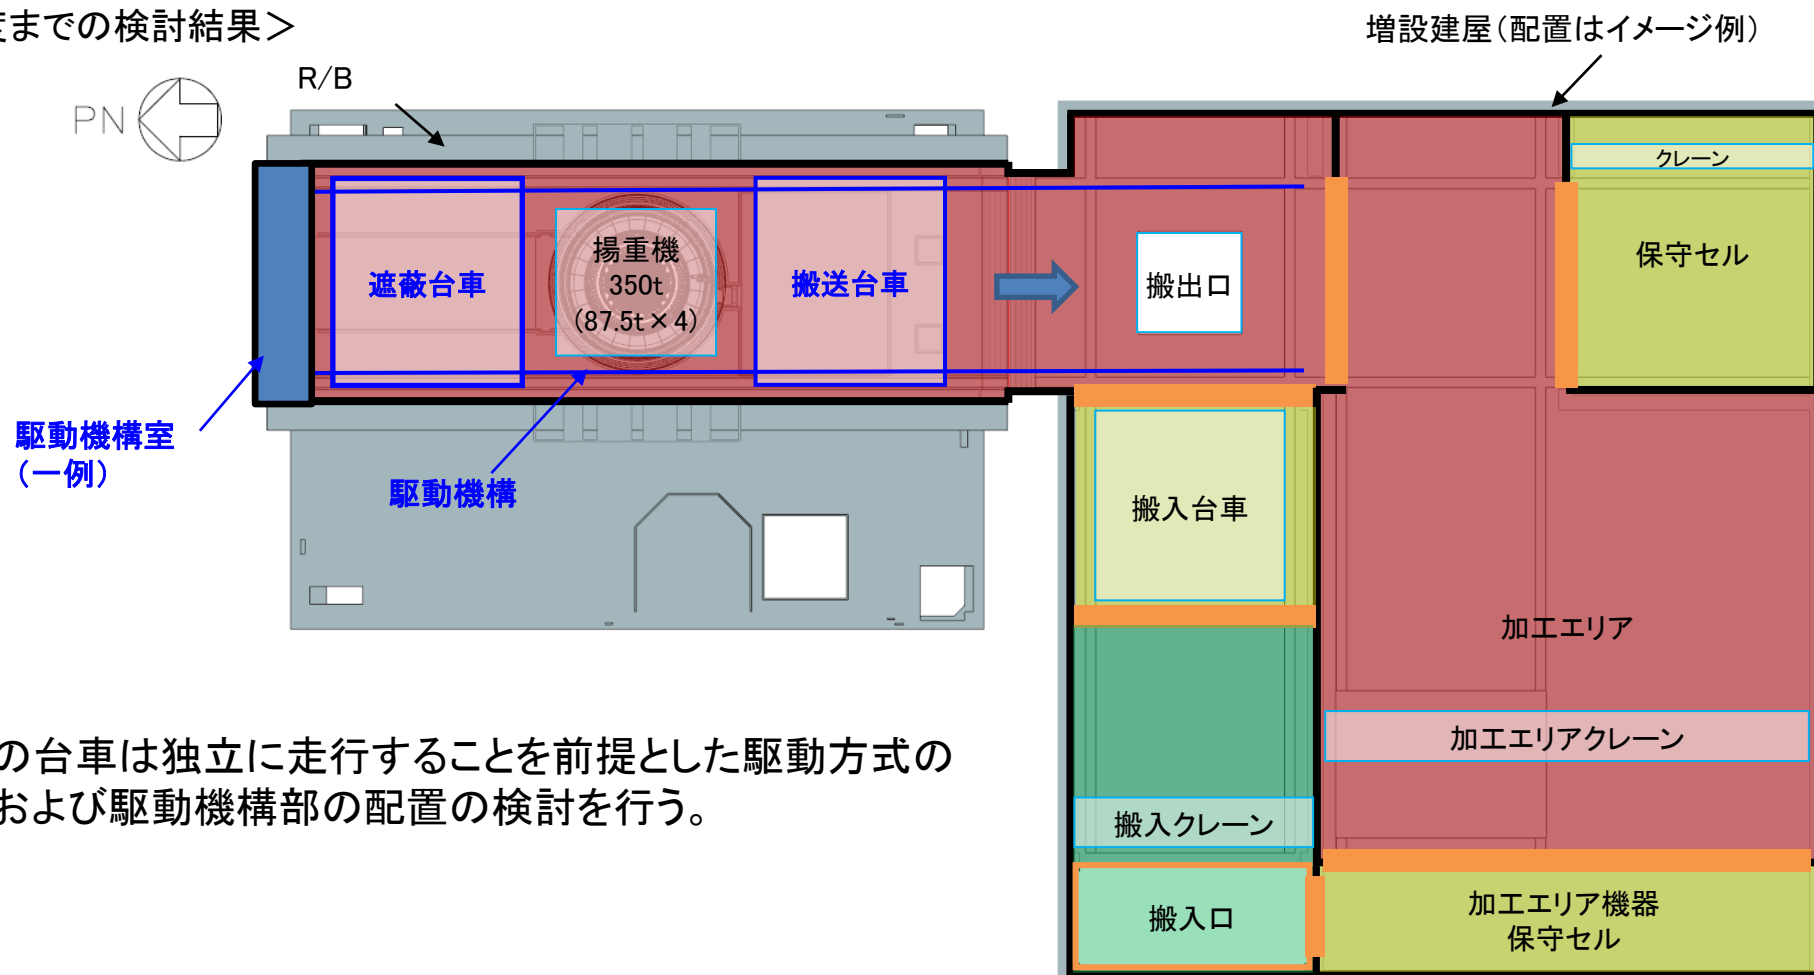 度までの検討結果＞
増設建屋（配置はイメージ例）
R/B
PN
クレーン
保守セル
揚重機
350t
（87.5t×4）
遮蔽台車
搬送台車
搬出口
駆動機構室
（一例）
駆動機構
搬入台車
加工エリア
加工エリアクレーン
の台車は独立に走行することを前提とした駆動方式の
および駆動機構部の配置の検討を行う。
搬入クレーン
搬入口
加工エリア機器
保守セル